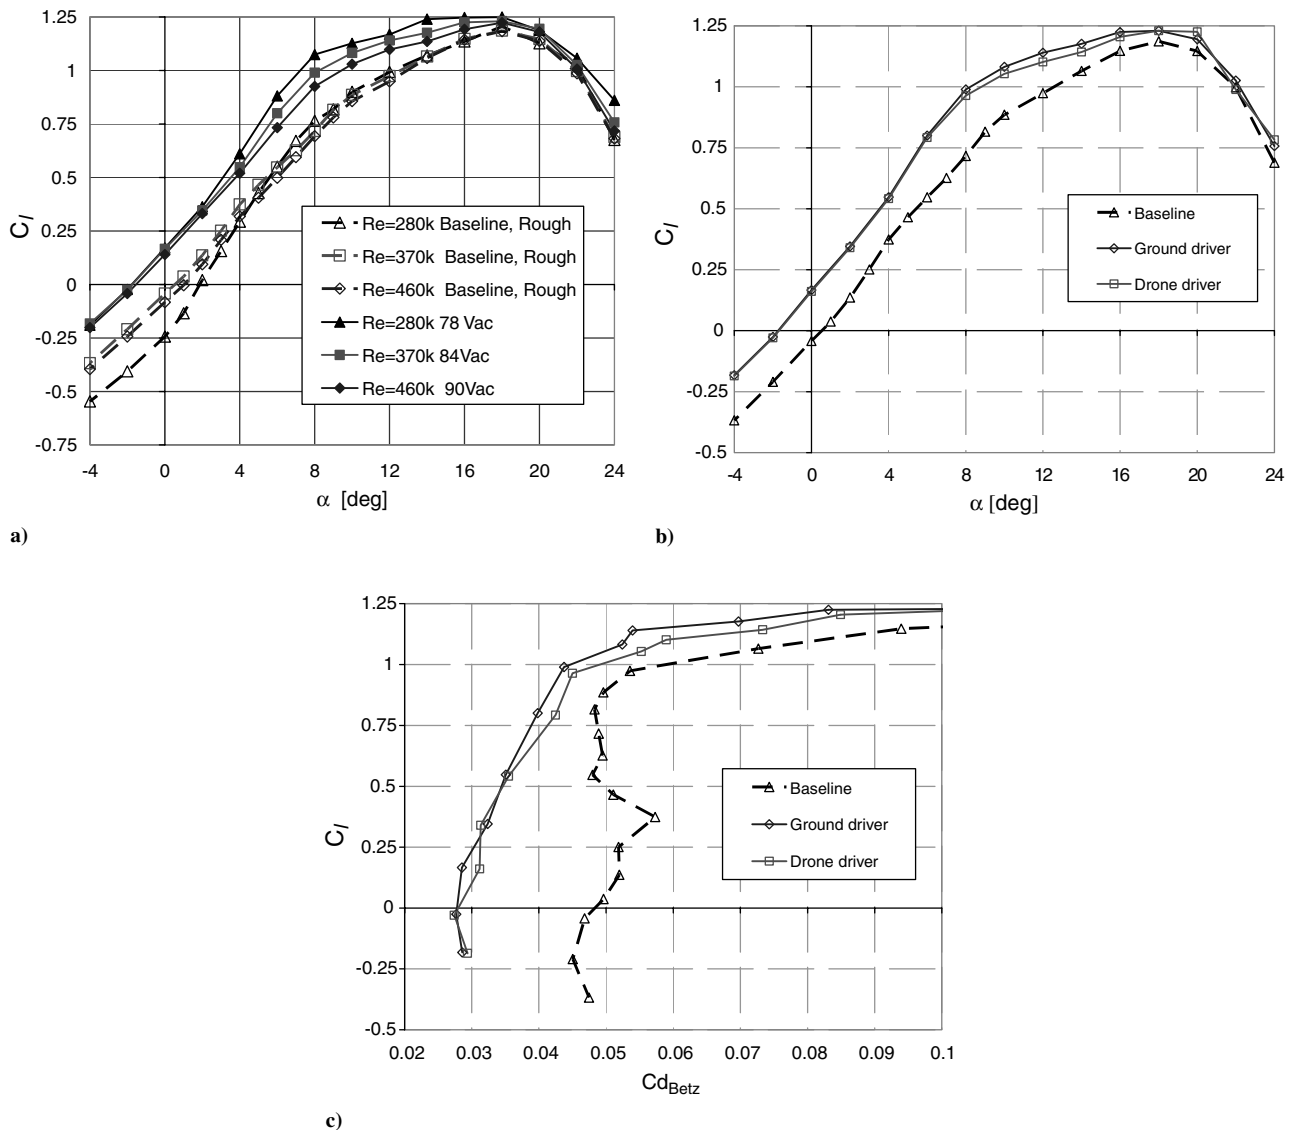 1.25
1
0.75
0.5
0.25
0
-0.25
-0.5
-0.75
Cl
-4 0 4 8 12 16 20 24
α [deg]
Re=280k Baseline, Rough
Re=370k Baseline, Rough
Re=460k Baseline, Rough
Re=280k 78 Vac
Re=370k 84Vac
Re=460k 90Vac
a)
1.25
1
0.75
0.5
0.25
0
-0.25
-0.5
Cl
-4 0 4 8 12 16 20 24
α [deg]
Baseline
Ground driver
Drone driver
b)
1.25
1
0.75
0.5
0.25
0
-0.25
-0.5
Cl
0.02 0.03 0.04 0.05 0.06 0.07 0.08 0.09 0.1
CdBetz
Baseline
Ground driver
Drone driver
c)